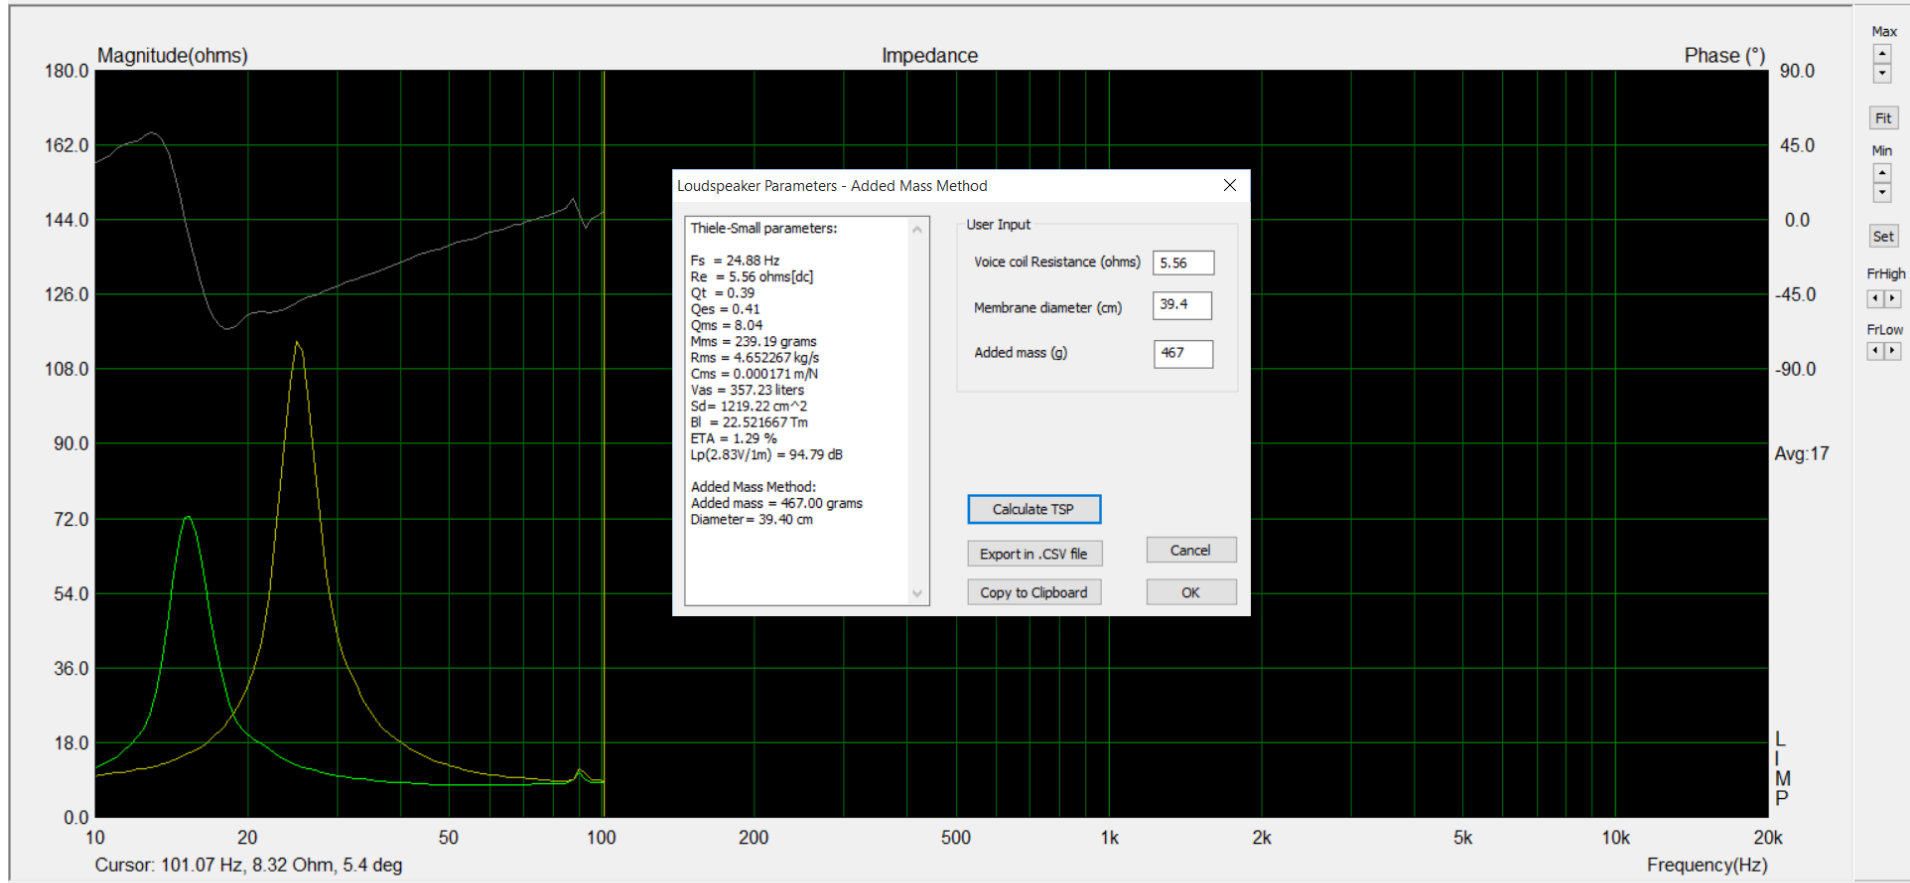 Magnitude(ohms)
Impedance
Phase (°)
180.0
162.0
144.0
126.0
108.0
90.0
72.0
54.0
36.0
18.0
0.0
90.0
45.0
0.0
-45.0
-90.0
Avg:17
L
I
M
P
10
20
50
100
200
500
1k
2k
5k
10k
20k
Cursor: 101.07 Hz, 8.32 Ohm, 5.4 deg
Frequency(Hz)
Max
Fit
Min
Set
FrHigh
FrLow
Loudspeaker Parameters - Added Mass Method
Thiele-Small parameters:
Fs = 24.88 Hz
Re = 5.56 ohms[dc]
Qt = 0.39
Qes = 0.41
Qms = 8.04
Mms = 239.19 grams
Rms = 4.652267 kg/s
Cms = 0.000171 m/N
Vas = 357.23 liters
Sd= 1219.22 cm^2
Bl = 22.521667 Tm
ETA = 1.29 %
Lp(2.83V/1m) = 94.79 dB
Added Mass Method:
Added mass = 467.00 grams
Diameter= 39.40 cm
User Input
Voice coil Resistance (ohms) 5.56
Membrane diameter (cm) 39.4
Added mass (g) 467
Calculate TSP
Export in .CSV file
Cancel
Copy to Clipboard
OK